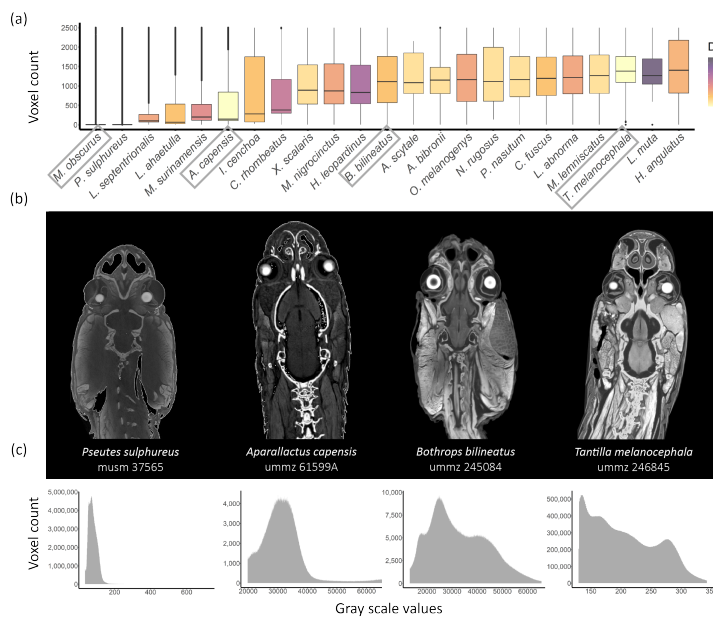 (a)
Voxel count
2500
2000
1500
1000
500
0
D
M. obscurus
P. sulphureus
L. septentrionalis
L. ahaetulla
M. surinamensis
A. capensis
I. cenchoa
C. rhombeatus
X. scalaris
M. nigrocinctus
H. leopardinus
B. bilineatus
A. scytale
A. bibronii
O. melanogenys
N. rugosus
P. nasutum
C. fuscus
L. abnorma
M. lemniscatus
T. melanocephala
L. muta
H. angulatus
(b)
Pseutes sulphureus
musm 37565
Aparallactus capensis
ummz 61599A
Bothrops bilineatus
ummz 245084
Tantilla melanocephala
ummz 246845
(c)
Voxel count
5,000,000
4,000,000
3,000,000
2,000,000
1,000,000
0
200 400 600
4,000
3,000
2,000
1,000
0
20000 30000 40000 50000 60000
10,000
7,500
5,000
2,500
0
20000 30000 40000 50000 60000
500,000
400,000
300,000
200,000
100,000
0
150 200 250 300 34
Gray scale values